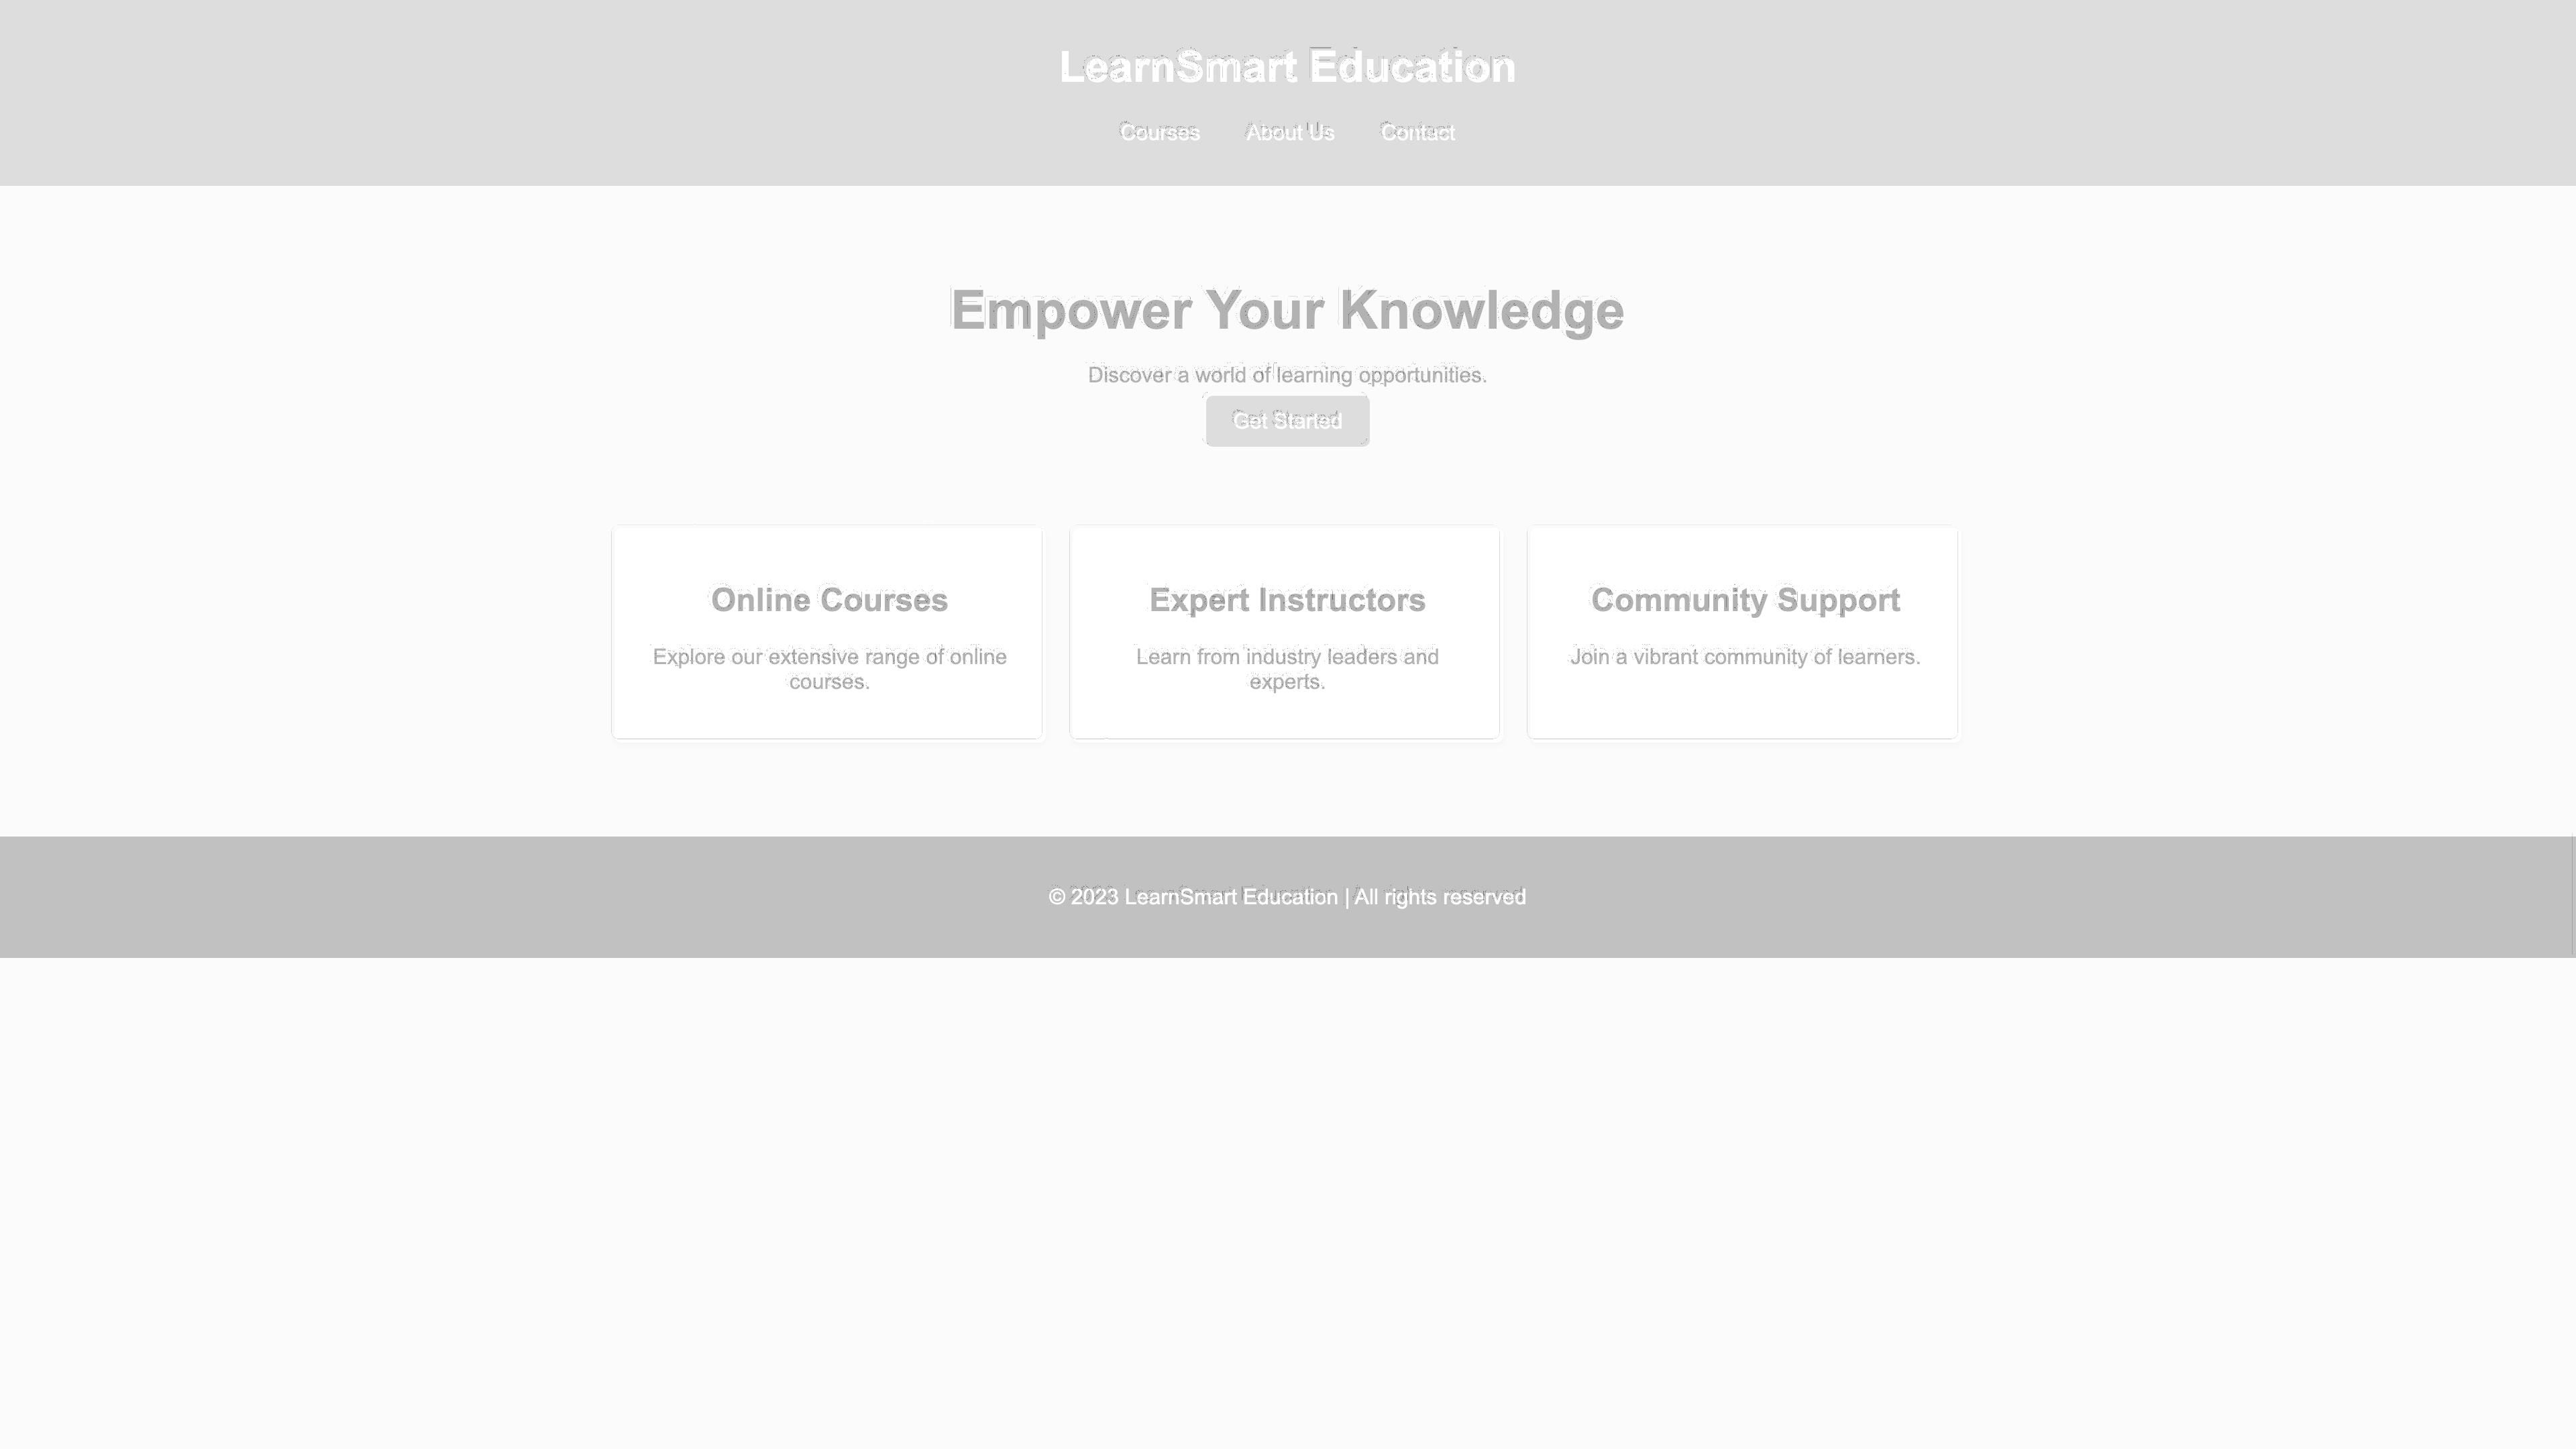 LearnSmart Education
Courses About Us Contact
Empower Your Knowledge
Discover a world of learning opportunities.
Get Started
Online Courses
Explore our extensive range of online
courses.
Expert Instructors
Learn from industry leaders and
experts.
Community Support
Join a vibrant community of learners.
© 2023 LearnSmart Education | All rights reserved